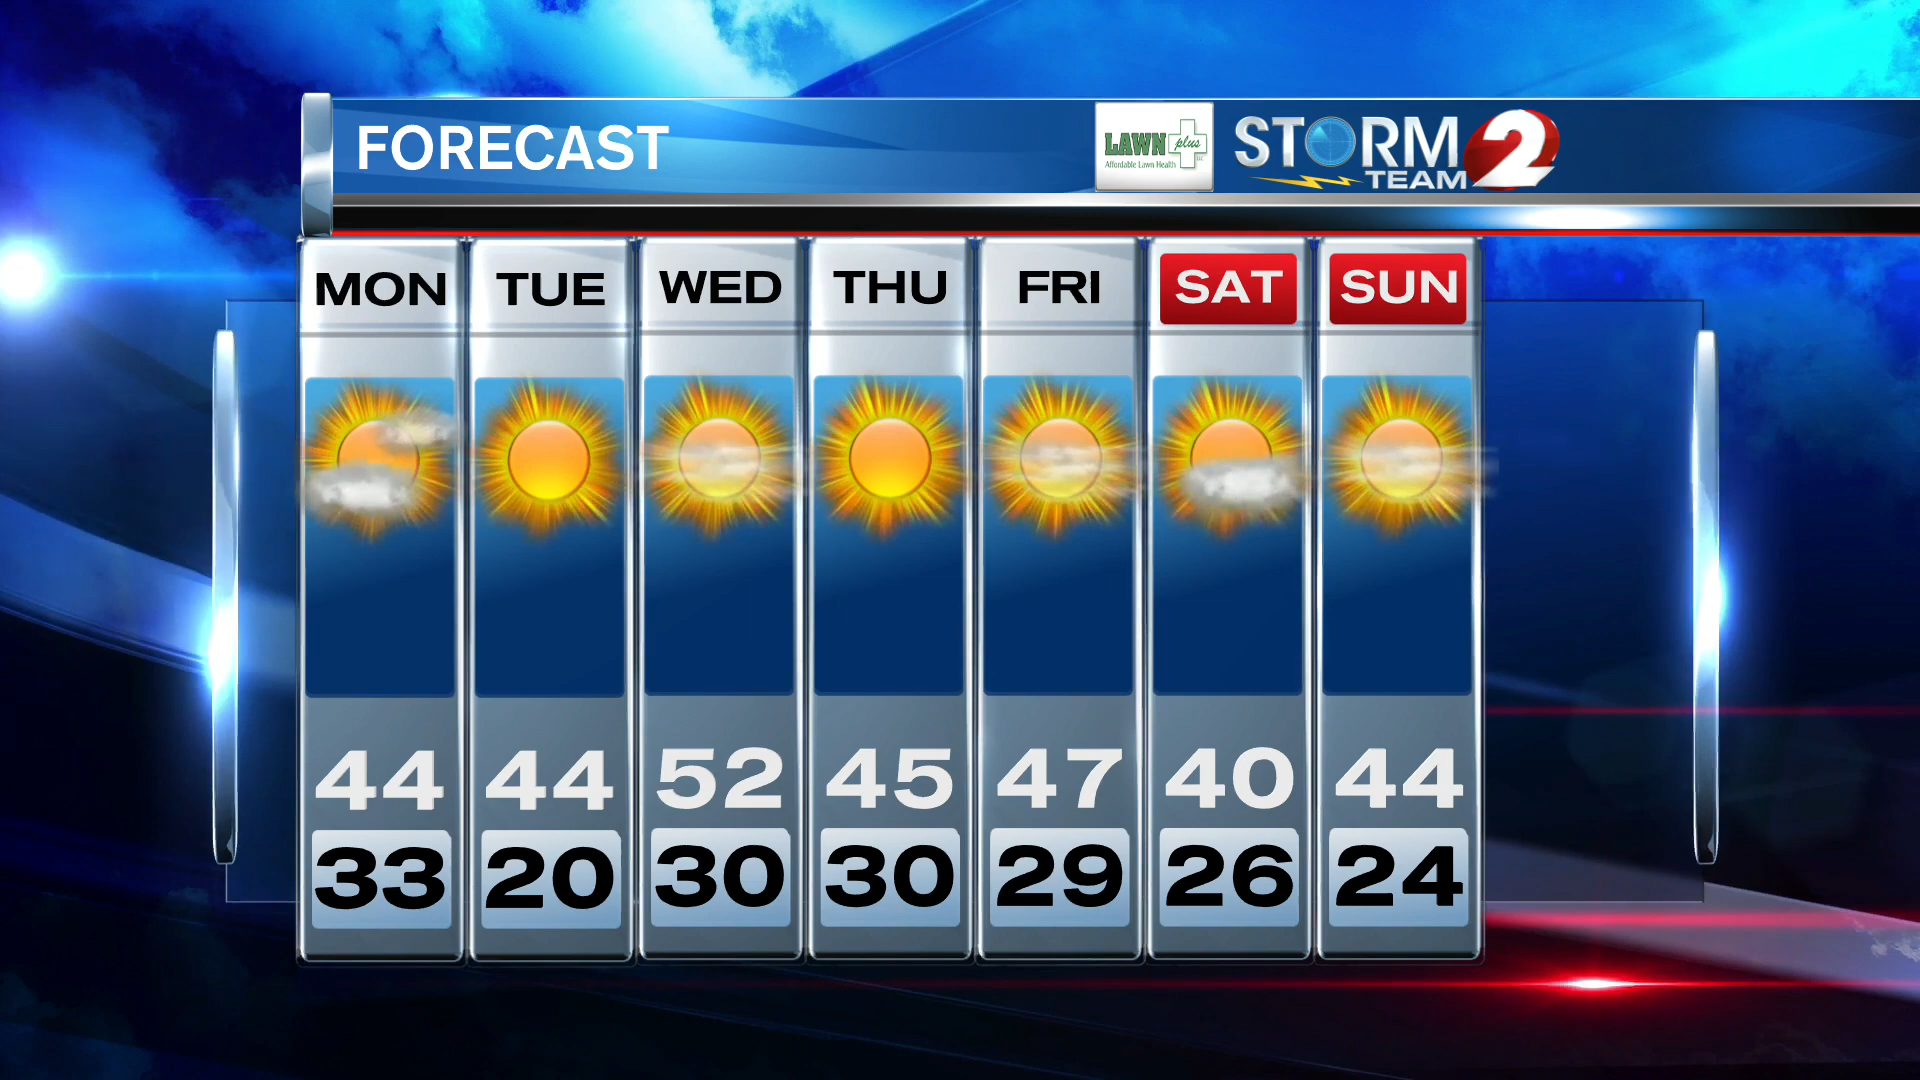 FORECAST
LAWN plus
Affordable Lawn Health
STORM
TEAM
2
MON TUE WED THU FRI SAT SUN
44 44 52 45 47 40 44
33 20 30 30 29 26 24